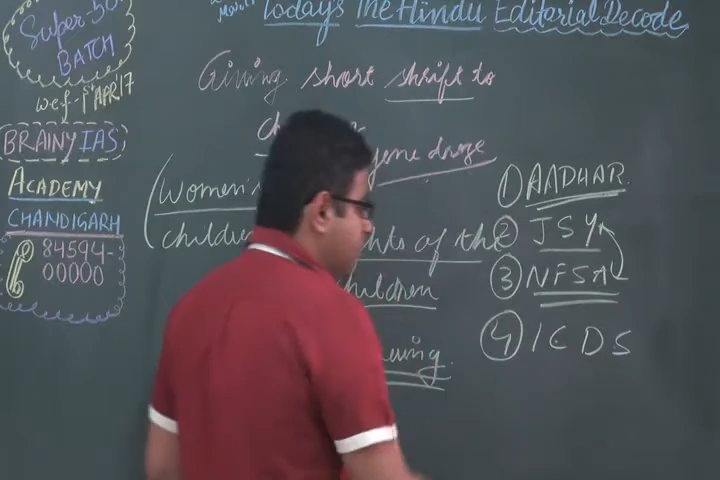 Super-50
BATCH
wef-1st APR'17
BRAINY IAS
ACADEMY
CHANDIGARH
84594-
00000
Today's The Hindu Editorial Decode
Giving short shrift to
(Women's
children
of the
children
① AADHAR
② JSY
③ NFSA
④ ICDS